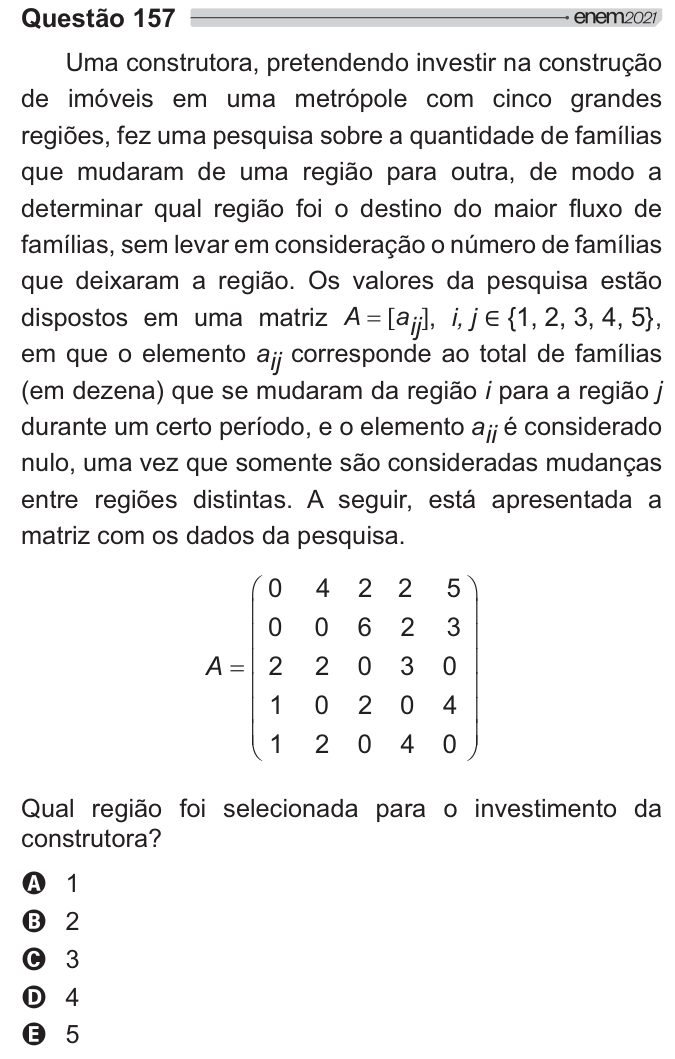 Questão 157 enem2021
Uma construtora, pretendendo investir na construção
de imóveis em uma metrópole com cinco grandes
regiões, fez uma pesquisa sobre a quantidade de famílias
que mudaram de uma região para outra, de modo a
determinar qual região foi o destino do maior fluxo de
famílias, sem levar em consideração o número de famílias
que deixaram a região. Os valores da pesquisa estão
dispostos em uma matriz A = [aij], i, j ∈ {1, 2, 3, 4, 5},
em que o elemento aij corresponde ao total de famílias
(em dezena) que se mudaram da região i para a região j
durante um certo período, e o elemento aii é considerado
nulo, uma vez que somente são consideradas mudanças
entre regiões distintas. A seguir, está apresentada a
matriz com os dados da pesquisa.
0 4 2 2 5
0 0 6 2 3
A = 2 2 0 3 0
1 0 2 0 4
1 2 0 4 0
Qual região foi selecionada para o investimento da
construtora?
A 1
B 2
C 3
D 4
E 5